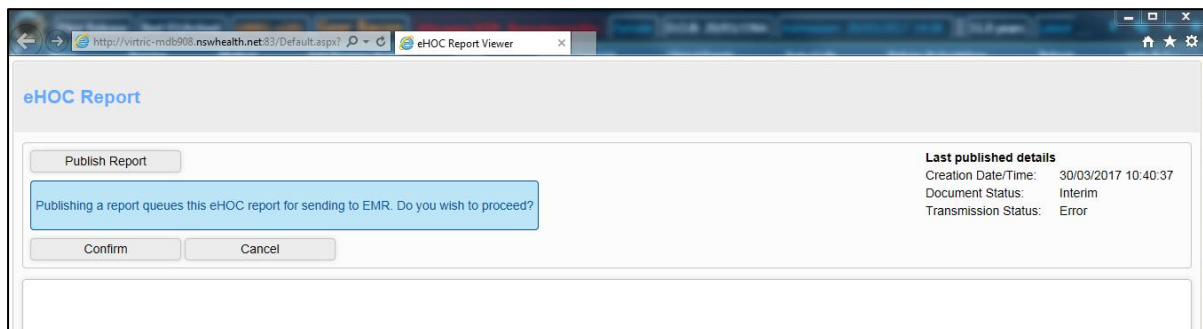 http://virtric-mdb908.nswhealth.net:83/Default.aspx?
eHOC Report Viewer
eHOC Report
Publish Report
Publishing a report queues this eHOC report for sending to EMR. Do you wish to proceed?
Confirm Cancel
Last published details
Creation Date/Time: 30/03/2017 10:40:37
Document Status: Interim
Transmission Status: Error